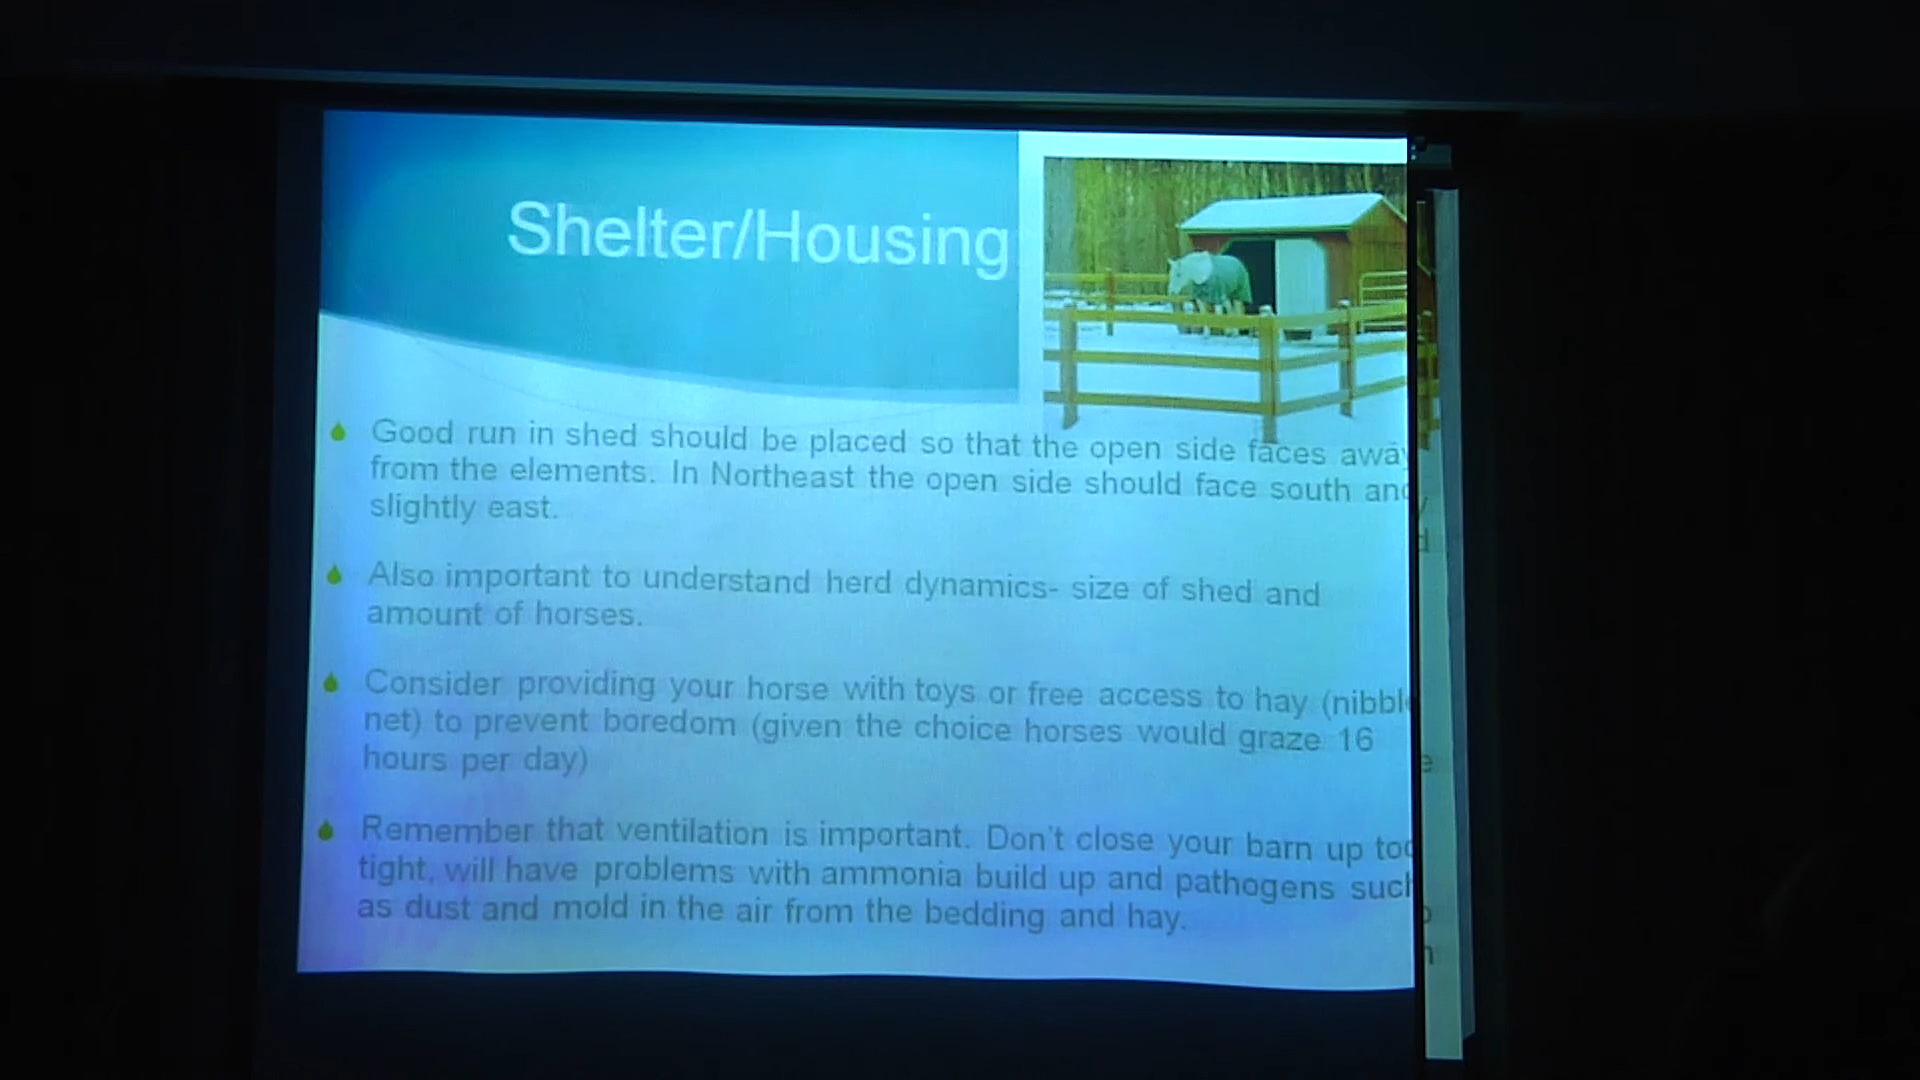 Shelter/Housing
Good run in shed should be placed so that the open side faces away
from the elements. In Northeast the open side should face south and
slightly east.
Also important to understand herd dynamics- size of shed and
amount of horses.
Consider providing your horse with toys or free access to hay (nibble
net) to prevent boredom (given the choice horses would graze 16
hours per day)
Remember that ventilation is important. Don't close your barn up too
tight, will have problems with ammonia build up and pathogens such
as dust and mold in the air from the bedding and hay.